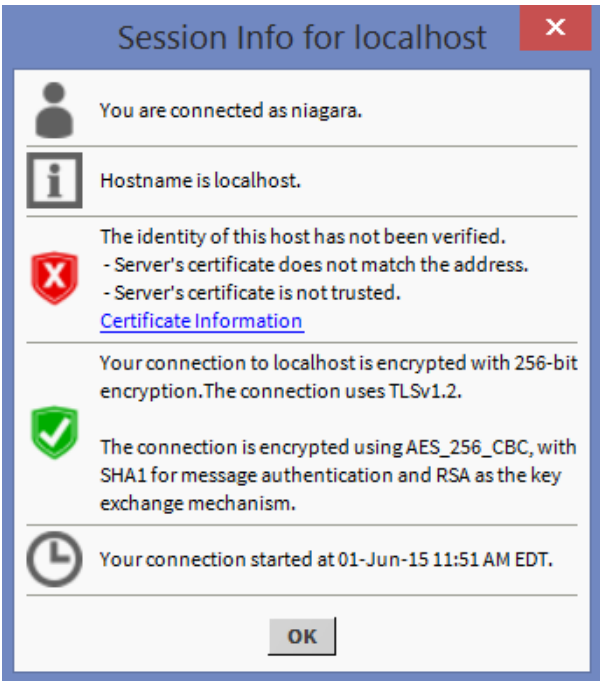 Session Info for localhost
You are connected as niagara.
Hostname is localhost.
The identity of this host has not been verified.
- Server's certificate does not match the address.
- Server's certificate is not trusted.
Certificate Information
Your connection to localhost is encrypted with 256-bit
encryption.The connection uses TLSv1.2.
The connection is encrypted using AES_256_CBC, with
SHA1 for message authentication and RSA as the key
exchange mechanism.
Your connection started at 01-Jun-15 11:51 AM EDT.
OK